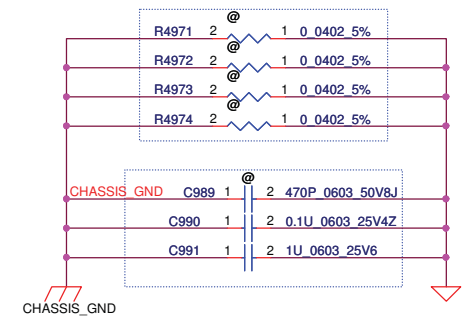 @
R4971 2 1 0_0402_5%
@
R4972 2 1 0_0402_5%
@
R4973 2 1 0_0402_5%
@
R4974 2 1 0_0402_5%
@
CHASSIS_GND C989 1 2 470P_0603_50V8J
C990 1 2 0.1U_0603_25V4Z
C991 1 2 1U_0603_25V6
CHASSIS_GND